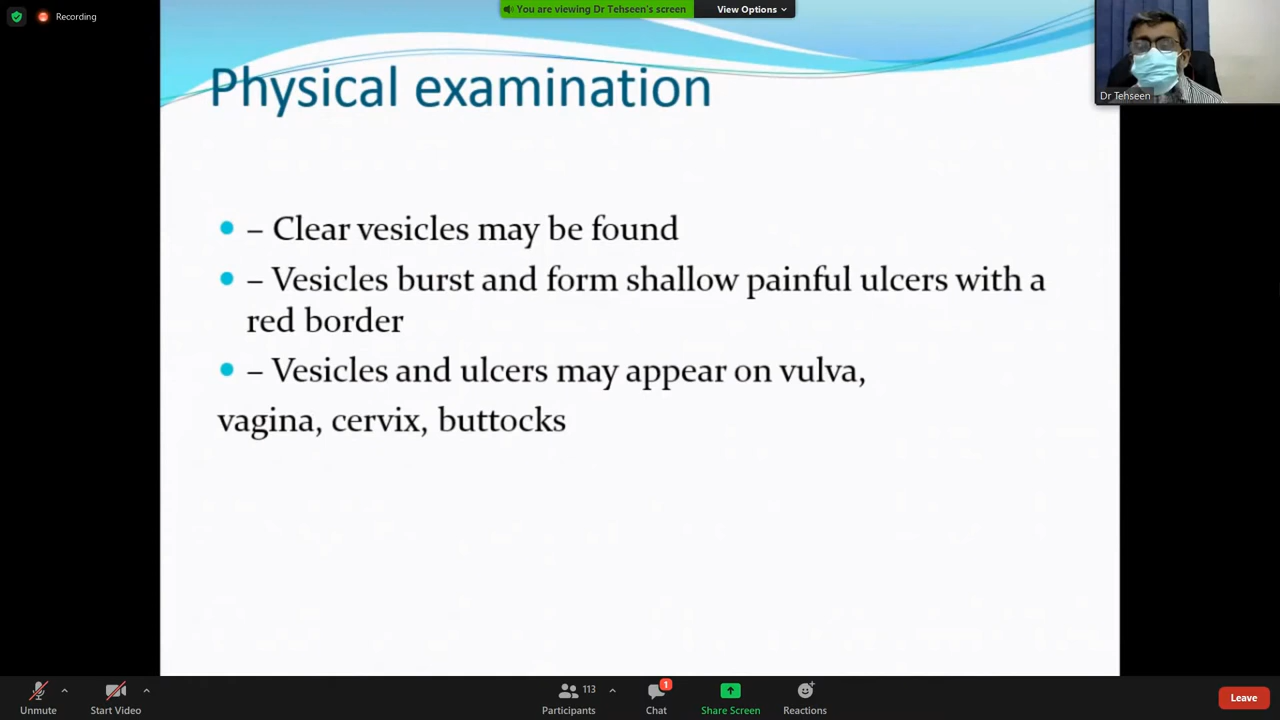 Recording
You are viewing Dr Tehseen's screen
View Options
Dr Tehseen
Physical examination
– Clear vesicles may be found
– Vesicles burst and form shallow painful ulcers with a
red border
– Vesicles and ulcers may appear on vulva,
vagina, cervix, buttocks
Unmute
Start Video
113
Participants
1
Chat
Share Screen
Reactions
Leave